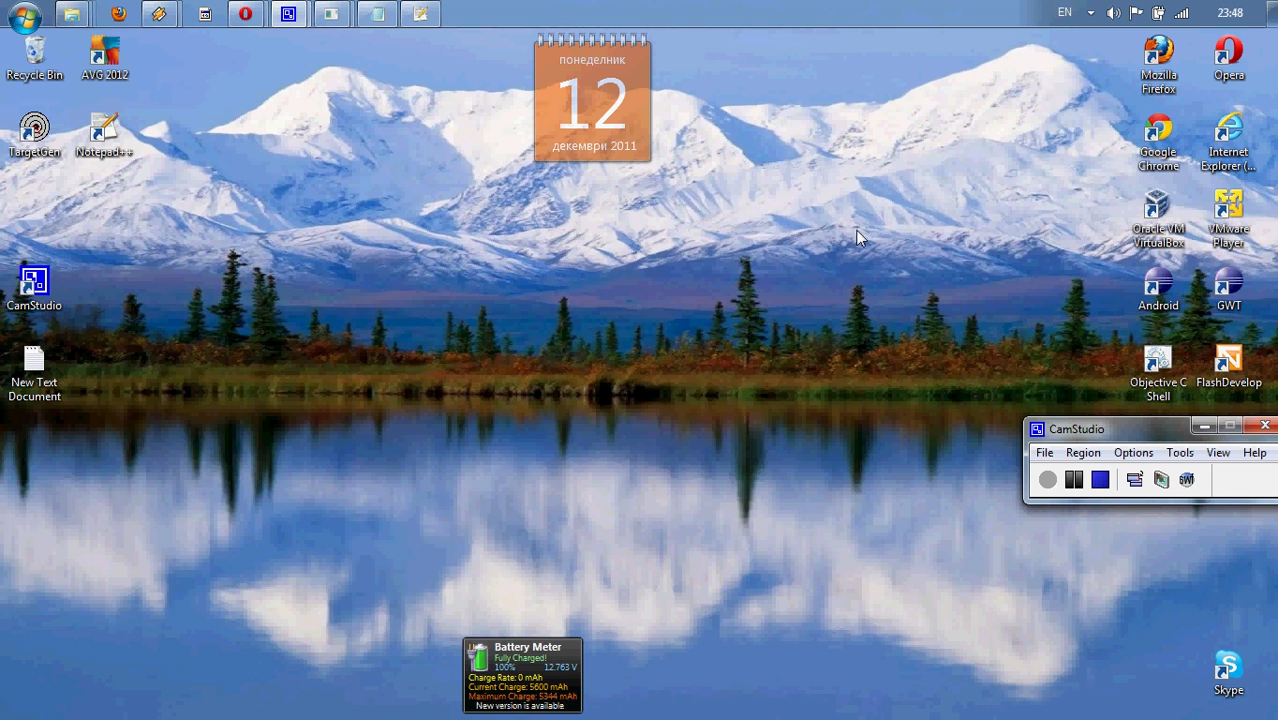 EN
23:48
Recycle Bin
AVG 2012
TargetGen
Notepad++
CamStudio
New Text
Document
понеделник
12
декември 2011
Mozilla
Firefox
Opera
Google
Chrome
Internet
Explorer (...
Oracle VM
VirtualBox
VMware
Player
Android
GWT
Objective C
Shell
FlashDevelop
CamStudio
File Region Options Tools View Help
SWF
Battery Meter
Fully Charged!
100% 12.763 V
Charge Rate: 0 mAh
Current Charge: 5600 mAh
Maximum Charge: 5344 mAh
New version is available
Skype